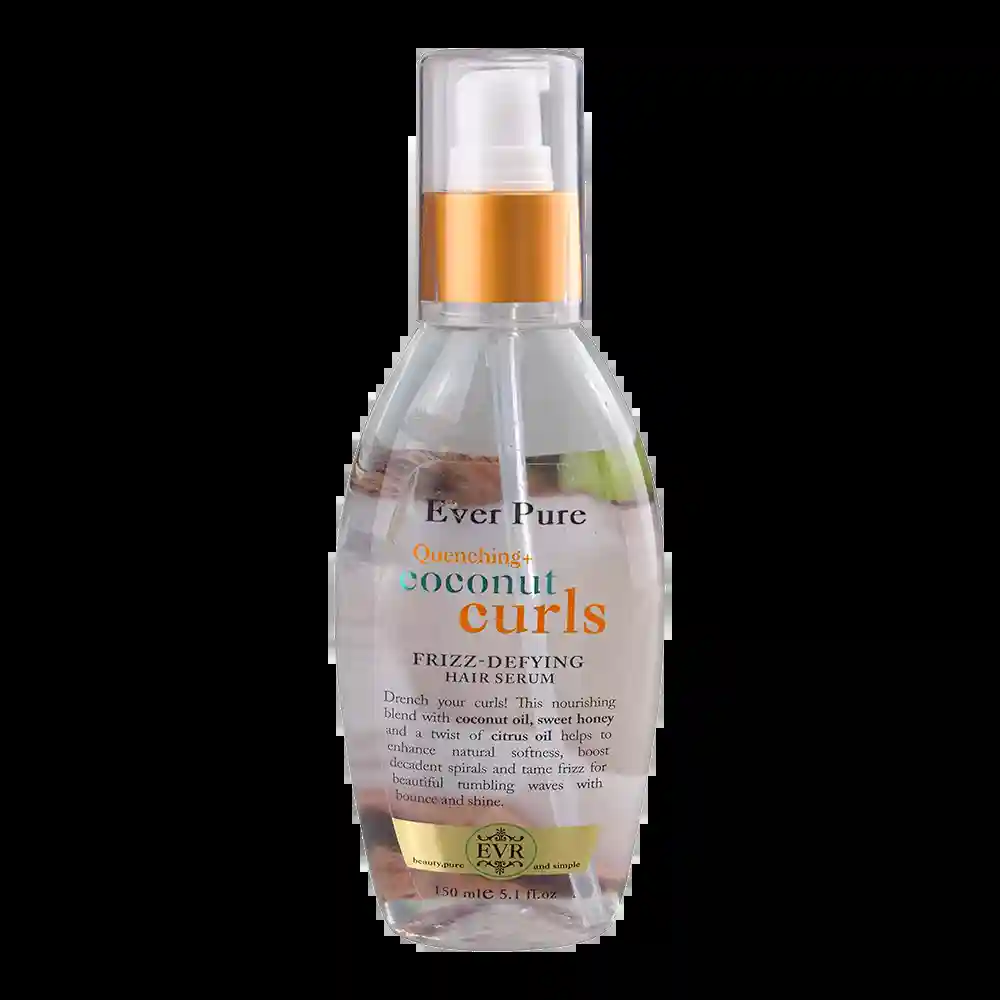 Ever Pure
Quenching+
coconut
curls
FRIZZ-DEFYING
HAIR SERUM
Drench your curls! This nourishing
blend with coconut oil, sweet honey
and a twist of citrus oil helps to
enhance natural softness, boost
decadent spirals and tame frizz for
beautiful tumbling waves with
bounce and shine.
beauty,pure EVR and simple
150 ml℮ 5.1 fl.oz